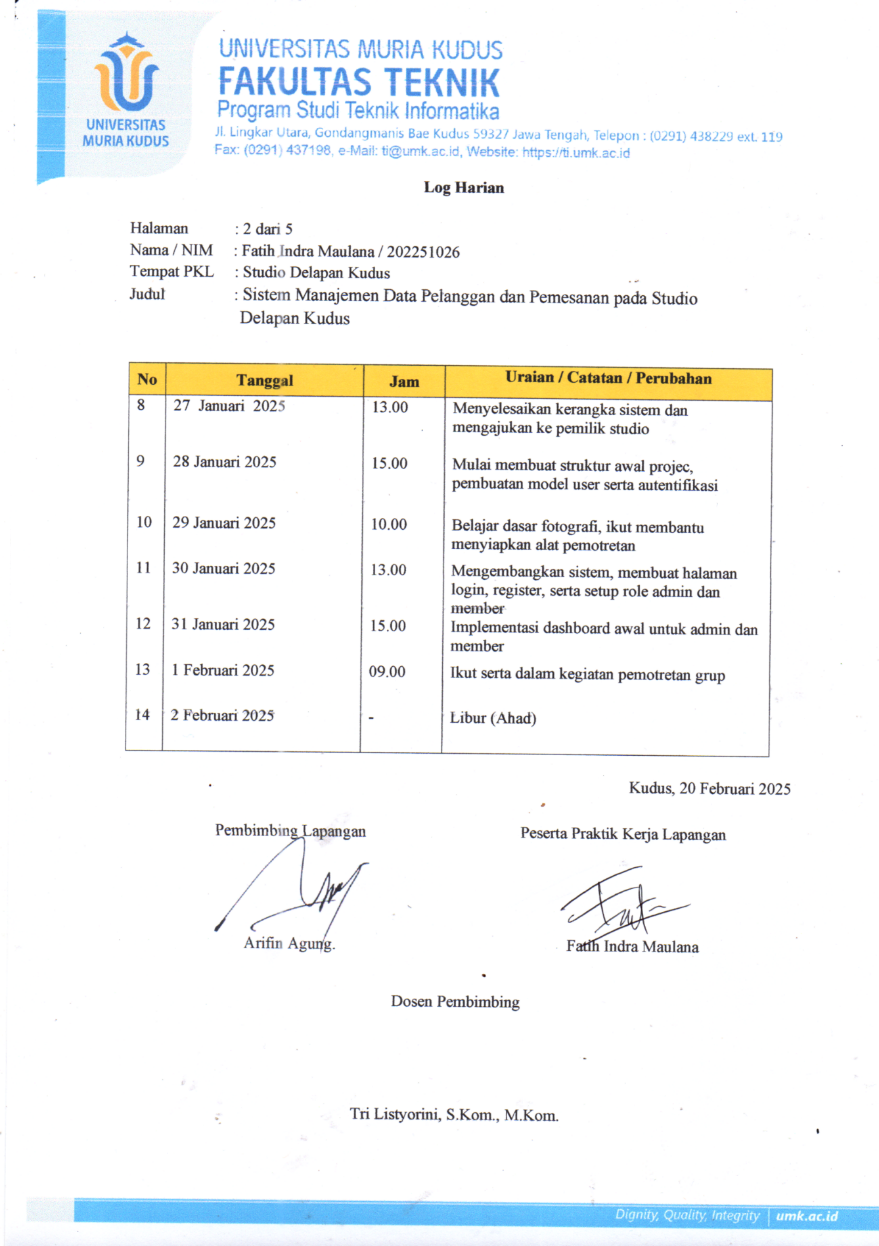 UNIVERSITAS MURIA KUDUS
FAKULTAS TEKNIK
Program Studi Teknik Informatika
Jl. Lingkar Utara, Gondangmanis Bae Kudus 59327 Jawa Tengah, Telepon : (0291) 438229 ext. 119
Fax: (0291) 437198, e-Mail: ti@umk.ac.id, Website: https://ti.umk.ac.id
UNIVERSITAS
MURIA KUDUS
Log Harian
Halaman : 2 dari 5
Nama / NIM : Fatih Indra Maulana / 202251026
Tempat PKL : Studio Delapan Kudus
Judul : Sistem Manajemen Data Pelanggan dan Pemesanan pada Studio
Delapan Kudus
No Tanggal Jam Uraian / Catatan / Perubahan
8 27 Januari 2025 13.00 Menyelesaikan kerangka sistem dan
mengajukan ke pemilik studio
9 28 Januari 2025 15.00 Mulai membuat struktur awal projec,
pembuatan model user serta autentifikasi
10 29 Januari 2025 10.00 Belajar dasar fotografi, ikut membantu
menyiapkan alat pemotretan
11 30 Januari 2025 13.00 Mengembangkan sistem, membuat halaman
login, register, serta setup role admin dan
member
12 31 Januari 2025 15.00 Implementasi dashboard awal untuk admin dan
member
13 1 Februari 2025 09.00 Ikut serta dalam kegiatan pemotretan grup
14 2 Februari 2025 - Libur (Ahad)
Kudus, 20 Februari 2025
Pembimbing Lapangan Peserta Praktik Kerja Lapangan
Arifin Agung. Fatih Indra Maulana
Dosen Pembimbing
Tri Listyorini, S.Kom., M.Kom.
Dignity, Quality, Integrity | umk.ac.id